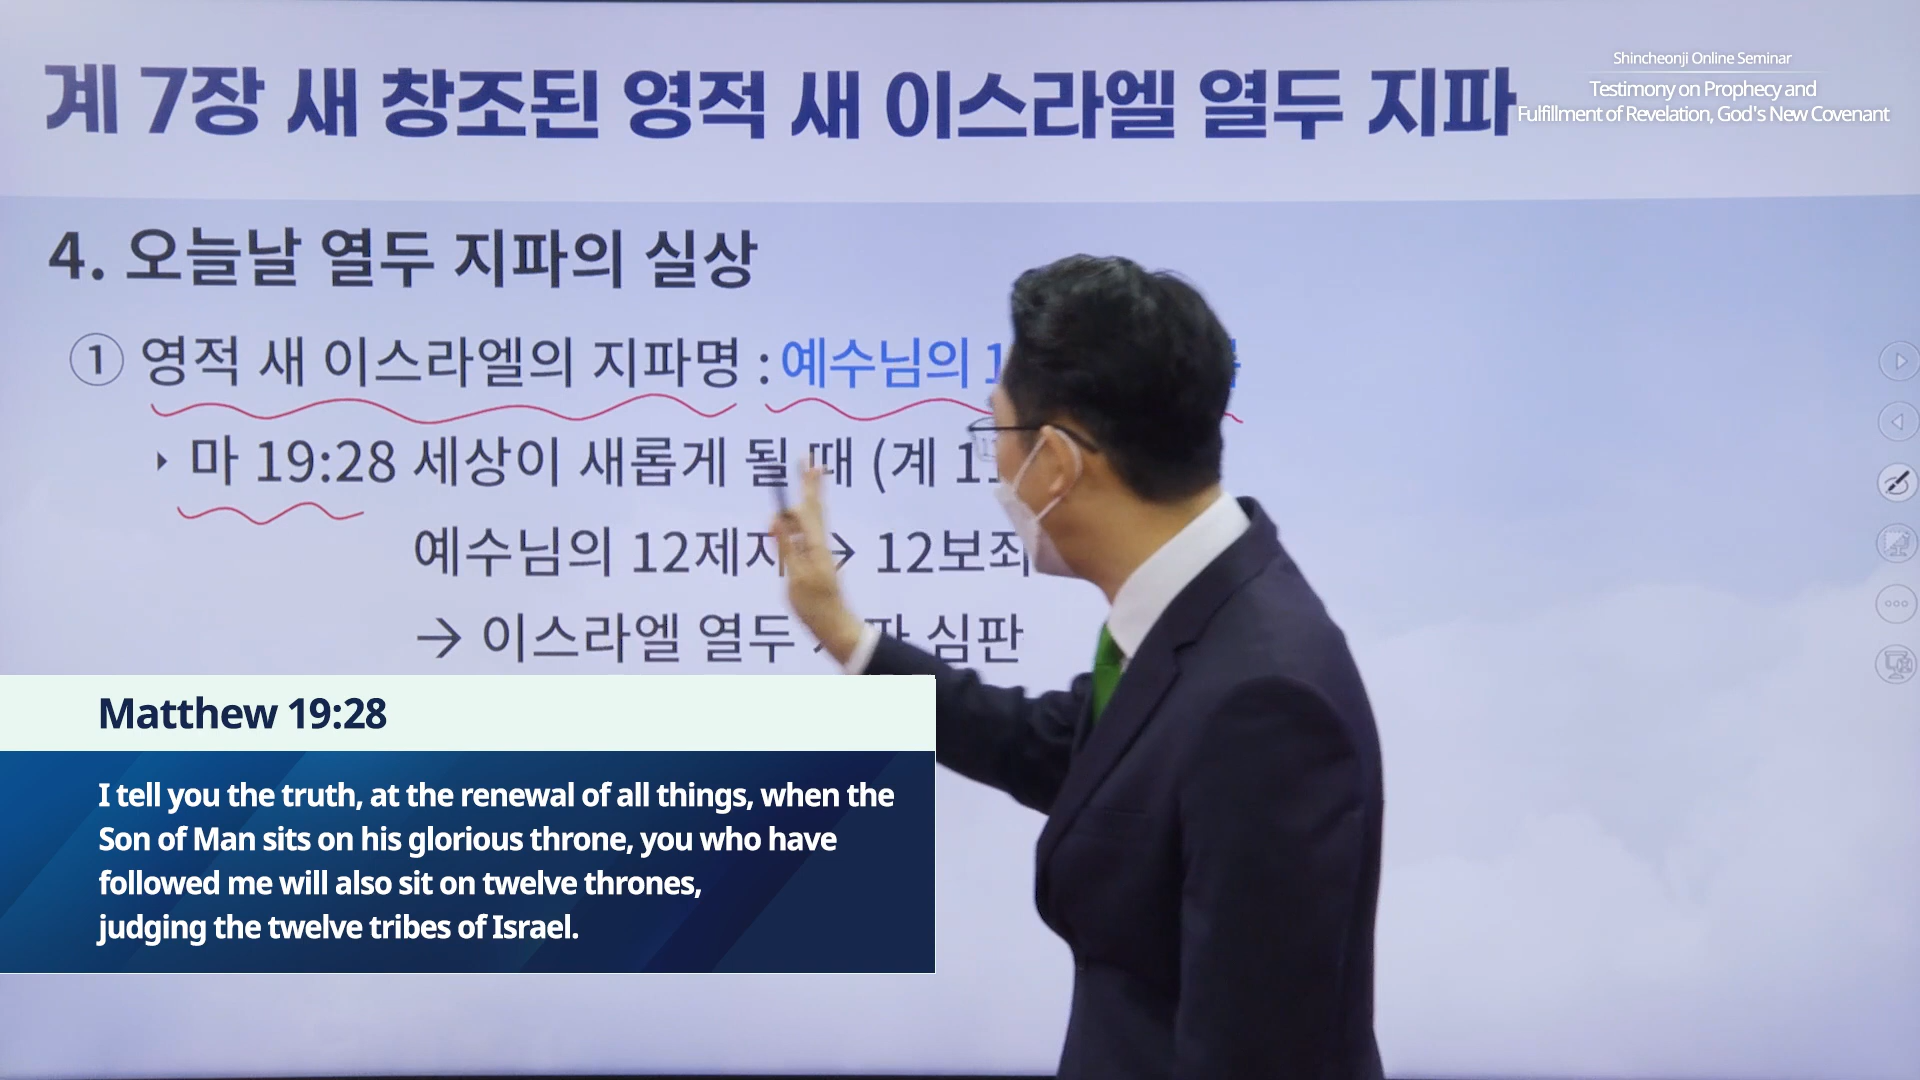 계 7장 새 창조된 영적 새 이스라엘 열두 지파
Shincheonji Online Seminar
Testimony on Prophecy and
Fulfillment of Revelation, God's New Covenant
4. 오늘날 열두 지파의 실상
① 영적 새 이스라엘의 지파명 : 예수님의
마 19:28 세상이 새롭게 될 때 (계
예수님의 12제자 → 12보좌
→ 이스라엘 열두 심판
Matthew 19:28
I tell you the truth, at the renewal of all things, when the
Son of Man sits on his glorious throne, you who have
followed me will also sit on twelve thrones,
judging the twelve tribes of Israel.